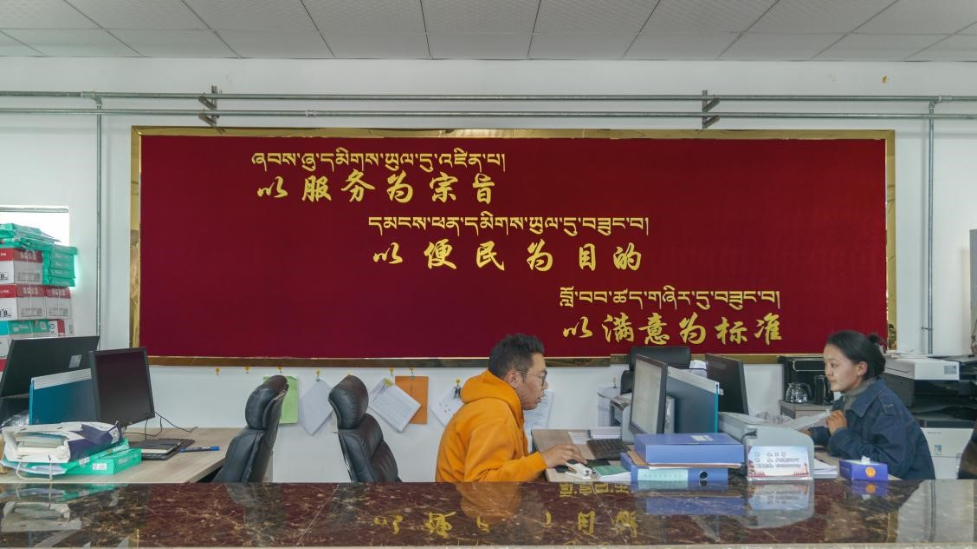 ཞབས་ཞུ་དམིགས་ཡུལ་དུ་འཛིན་པ།
以服务为宗旨
དམངས་ཕན་དམིགས་ཡུལ་དུ་བཟུང་བ།
以便民为目的
བློ་བབ་ཚད་གཞིར་དུ་བཟུང་བ།
以满意为标准